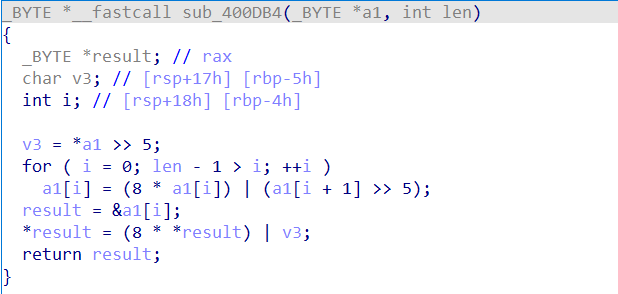 _BYTE *__fastcall sub_400DB4(_BYTE *a1, int len)
{
  _BYTE *result; // rax
  char v3; // [rsp+17h] [rbp-5h]
  int i; // [rsp+18h] [rbp-4h]

  v3 = *a1 >> 5;
  for ( i = 0; len - 1 > i; ++i )
    a1[i] = (8 * a1[i]) | (a1[i + 1] >> 5);
  result = &a1[i];
  *result = (8 * *result) | v3;
  return result;
}